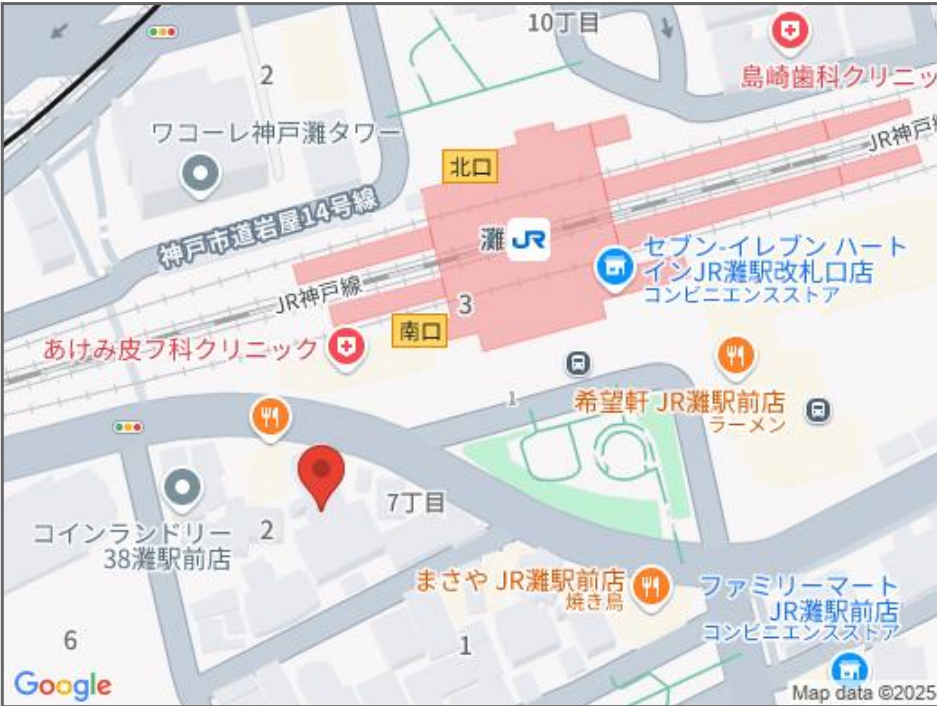 10丁目
島崎歯科クリニッ
2
ワコーレ神戸灘タワー
北口
JR神戸線
神戸市道岩屋14号線
灘 JR
セブン-イレブン ハート
インJR灘駅改札口店
コンビニエンスストア
JR神戸線
3
南口
あけみ皮フ科クリニック
希望軒 JR灘駅前店
ラーメン
1
7丁目
コインランドリー
38灘駅前店
2
まさや JR灘駅前店
焼き鳥
ファミリーマート
JR灘駅前店
コンビニエンスストア
6
1
Google
Map data ©2025